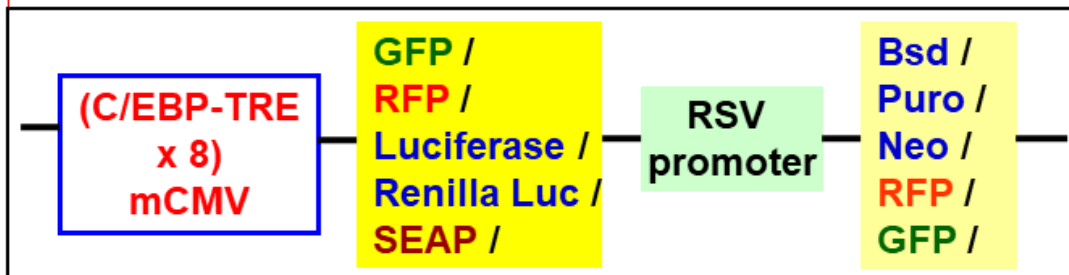 (C/EBP-TRE
x 8)
mCMV
GFP /
RFP /
Luciferase /
Renilla Luc /
SEAP /
RSV
promoter
Bsd /
Puro /
Neo /
RFP /
GFP /